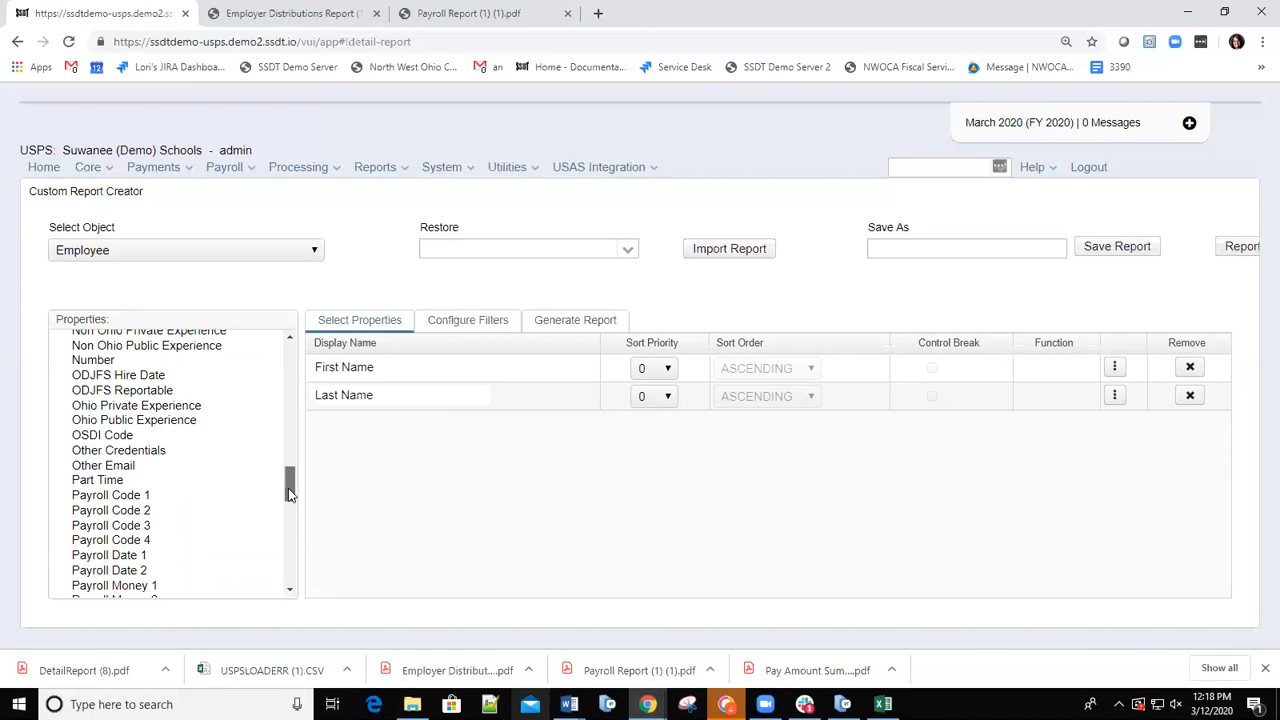 https://ssdtdemo-usps.demo2.ss
Employer Distributions Report (
Payroll Report (1) (1).pdf
https://ssdtdemo-usps.demo2.ssdt.io/vui/app#!detail-report
Apps
Lori's JIRA Dashboa...
SSDT Demo Server
North West Ohio C...
an
Home - Documenta...
Service Desk
SSDT Demo Server 2
NWOCA Fiscal Servi...
Message | NWOCA...
3390
March 2020 (FY 2020) | 0 Messages
USPS: Suwanee (Demo) Schools - admin
Home Core Payments Payroll Processing Reports System Utilities USAS Integration Help Logout
Custom Report Creator
Select Object
Restore
Save As
Employee
Import Report
Save Report
Report
Properties:
Select Properties
Configure Filters
Generate Report
Display Name Sort Priority Sort Order Control Break Function Remove
First Name 0 ASCENDING
Last Name 0 ASCENDING
Non Ohio Private Experience
Non Ohio Public Experience
Number
ODJFS Hire Date
ODJFS Reportable
Ohio Private Experience
Ohio Public Experience
OSDI Code
Other Credentials
Other Email
Part Time
Payroll Code 1
Payroll Code 2
Payroll Code 3
Payroll Code 4
Payroll Date 1
Payroll Date 2
Payroll Money 1
DetailReport (8).pdf
USPSLOADERR (1).CSV
Employer Distribut....pdf
Payroll Report (1) (1).pdf
Pay Amount Sum....pdf
Show all
Type here to search
12:18 PM
3/12/2020